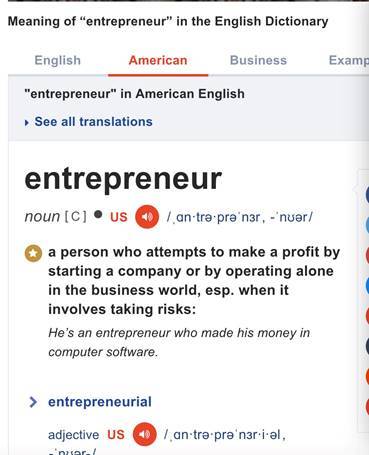 Meaning of “entrepreneur” in the English Dictionary
English American Business Examp
"entrepreneur" in American English
See all translations
entrepreneur
noun [C] ● US /ˌɑn·trə·prəˈnɜr, -ˈnʊər/
a person who attempts to make a profit by
starting a company or by operating alone
in the business world, esp. when it
involves taking risks:
He’s an entrepreneur who made his money in
computer software.
entrepreneurial
adjective US /ˌɑn·trə·prəˈnɜr·i·əl,
-ˈnʊər-/